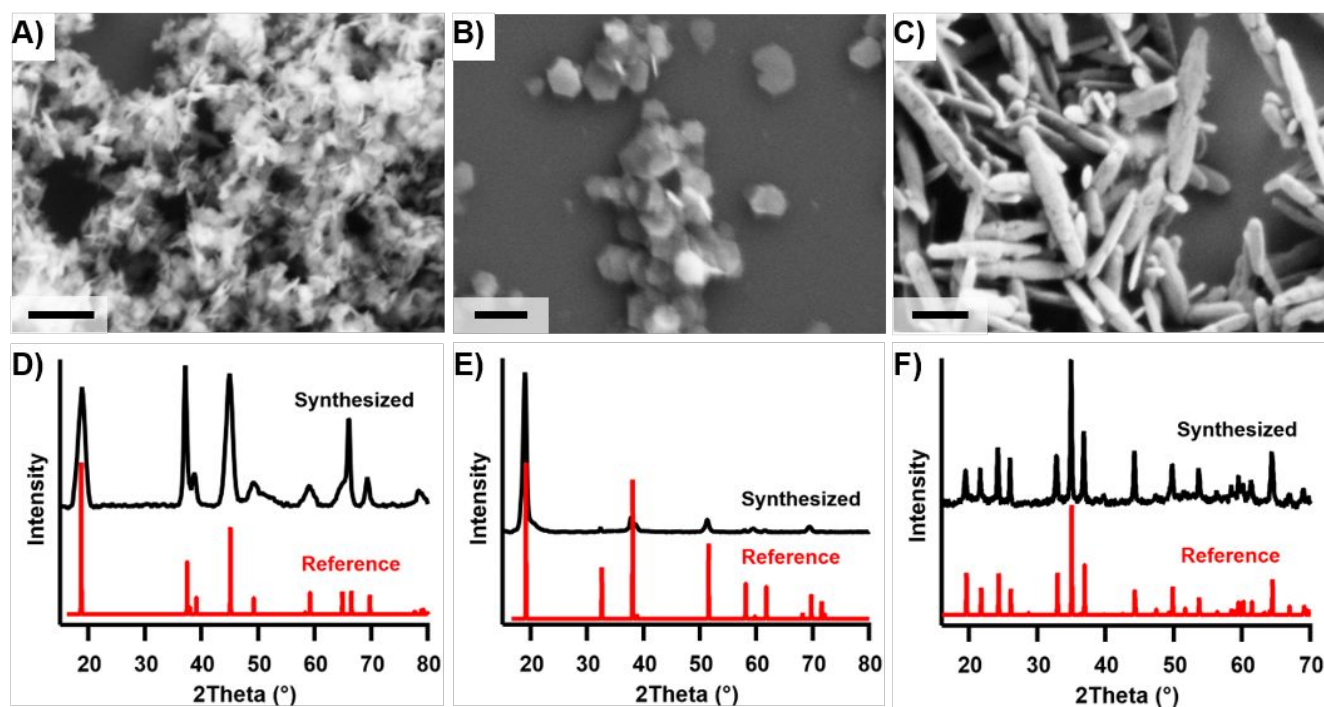 A)
B)
C)
D)
Synthesized
Reference
Intensity
20 30 40 50 60 70 80
2Theta (°)
E)
Synthesized
Reference
Intensity
20 30 40 50 60 70 80
2Theta (°)
F)
Synthesized
Reference
Intensity
20 30 40 50 60 70
2Theta (°)